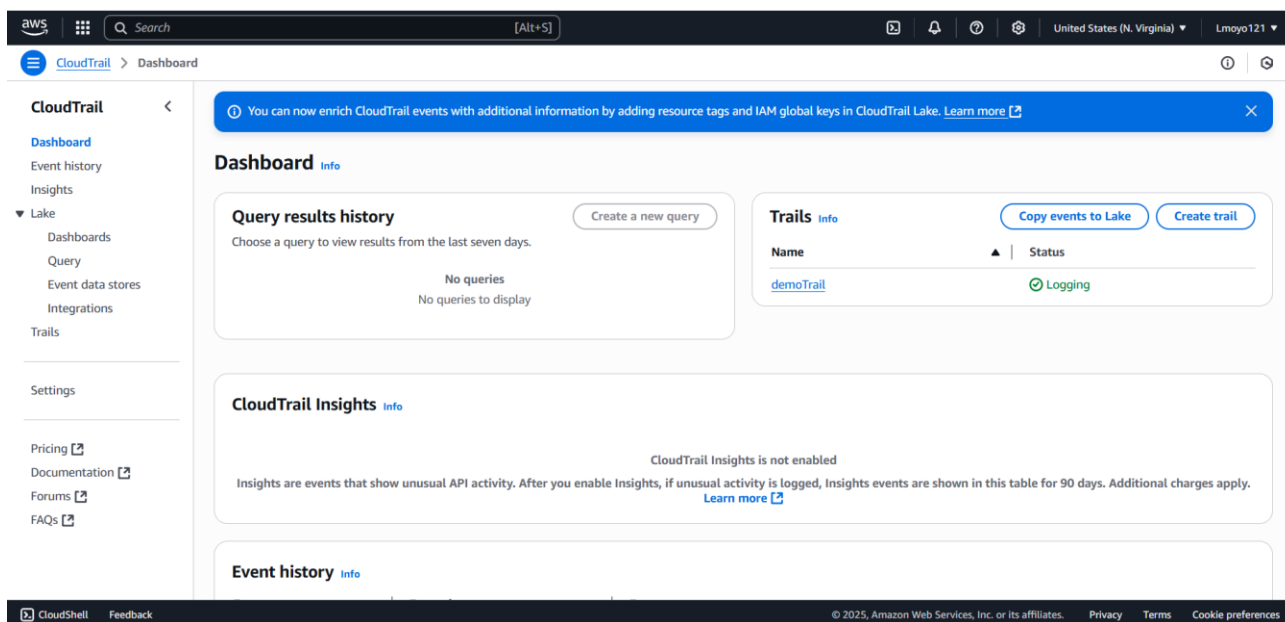 aws
Search
[Alt+S]
United States (N. Virginia)
Lmoyo121
CloudTrail > Dashboard
CloudTrail
Dashboard
Event history
Insights
Lake
Dashboards
Query
Event data stores
Integrations
Trails
Settings
Pricing
Documentation
Forums
FAQs
You can now enrich CloudTrail events with additional information by adding resource tags and IAM global keys in CloudTrail Lake. Learn more
Dashboard Info
Query results history
Create a new query
Choose a query to view results from the last seven days.
No queries
No queries to display
Trails Info
Copy events to Lake
Create trail
Name
Status
demoTrail
Logging
CloudTrail Insights Info
CloudTrail Insights is not enabled
Insights are events that show unusual API activity. After you enable Insights, if unusual activity is logged, Insights events are shown in this table for 90 days. Additional charges apply.
Learn more
Event history Info
CloudShell
Feedback
© 2025, Amazon Web Services, Inc. or its affiliates.
Privacy
Terms
Cookie preferences